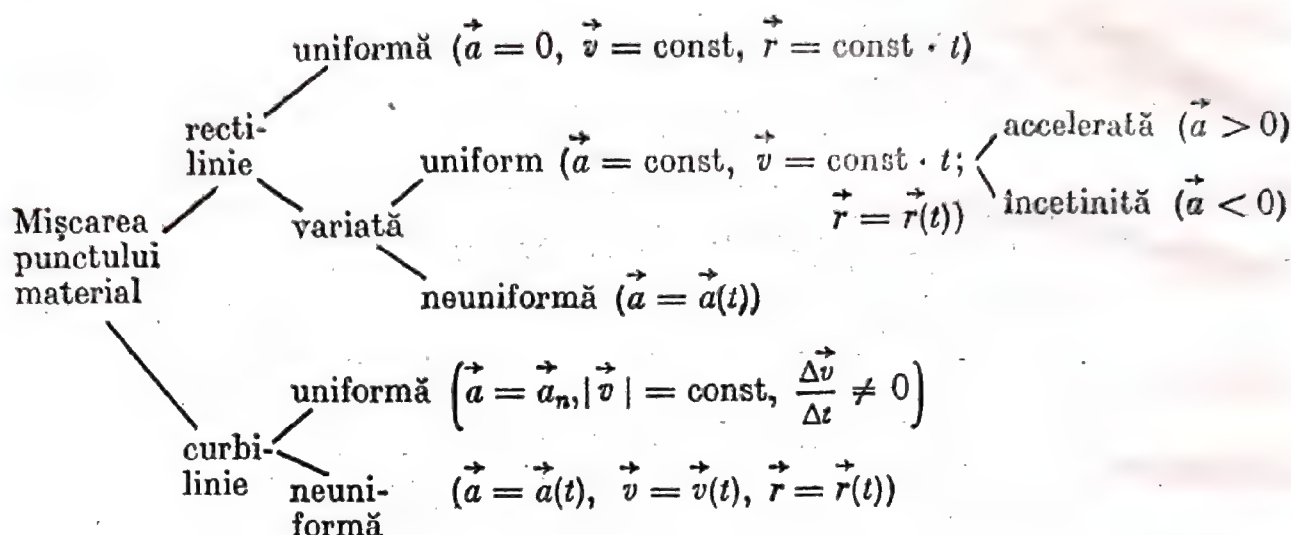 uniformă (a⃗ = 0, v⃗ = const, r⃗ = const · t)
recti-
linie
variată
uniform (a⃗ = const, v⃗ = const · t;
r⃗ = r⃗(t))
accelerată (a⃗ > 0)
încetinită (a⃗ < 0)
neuniformă (a⃗ = a⃗(t))
Mişcarea
punctului
material
curbi-
linie
uniformă (a⃗ = a⃗ₙ, |v⃗| = const, Δv⃗/Δt ≠ 0)
neuni-
formă
(a⃗ = a⃗(t), v⃗ = v⃗(t), r⃗ = r⃗(t))